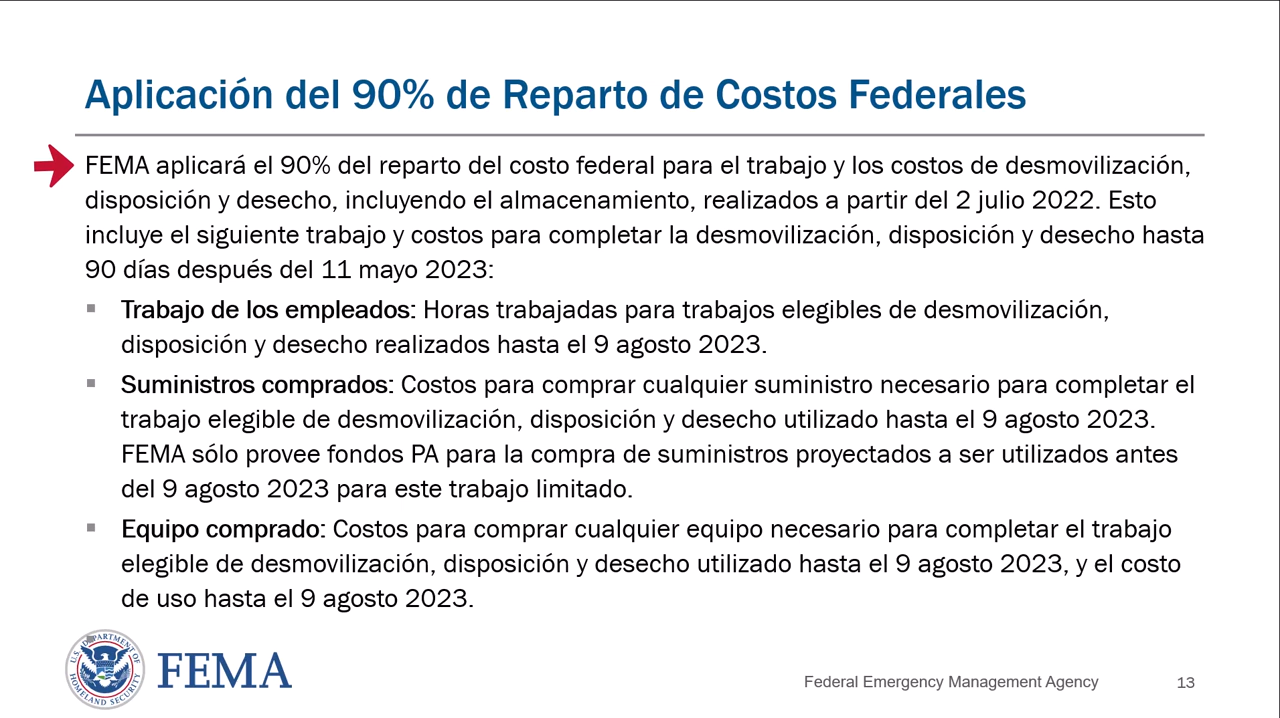 Aplicación del 90% de Reparto de Costos Federales
FEMA aplicará el 90% del reparto del costo federal para el trabajo y los costos de desmovilización,
disposición y desecho, incluyendo el almacenamiento, realizados a partir del 2 julio 2022. Esto
incluye el siguiente trabajo y costos para completar la desmovilización, disposición y desecho hasta
90 días después del 11 mayo 2023:
▪ Trabajo de los empleados: Horas trabajadas para trabajos elegibles de desmovilización,
disposición y desecho realizados hasta el 9 agosto 2023.
▪ Suministros comprados: Costos para comprar cualquier suministro necesario para completar el
trabajo elegible de desmovilización, disposición y desecho utilizado hasta el 9 agosto 2023.
FEMA sólo provee fondos PA para la compra de suministros proyectados a ser utilizados antes
del 9 agosto 2023 para este trabajo limitado.
▪ Equipo comprado: Costos para comprar cualquier equipo necesario para completar el trabajo
elegible de desmovilización, disposición y desecho utilizado hasta el 9 agosto 2023, y el costo
de uso hasta el 9 agosto 2023.
U.S. DEPARTMENT OF
HOMELAND SECURITY
FEMA
Federal Emergency Management Agency
13